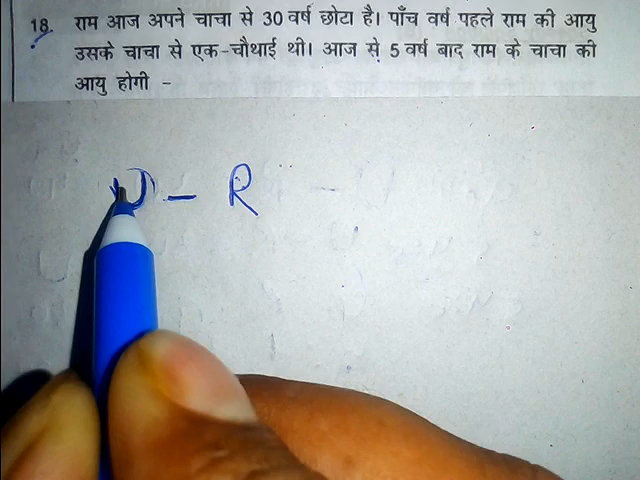 18. राम आज अपने चाचा से 30 वर्ष छोटा है। पाँच वर्ष पहले राम की आयु
उसके चाचा से एक-चौथाई थी। आज से 5 वर्ष बाद राम के चाचा की
आयु होगी -
U - R